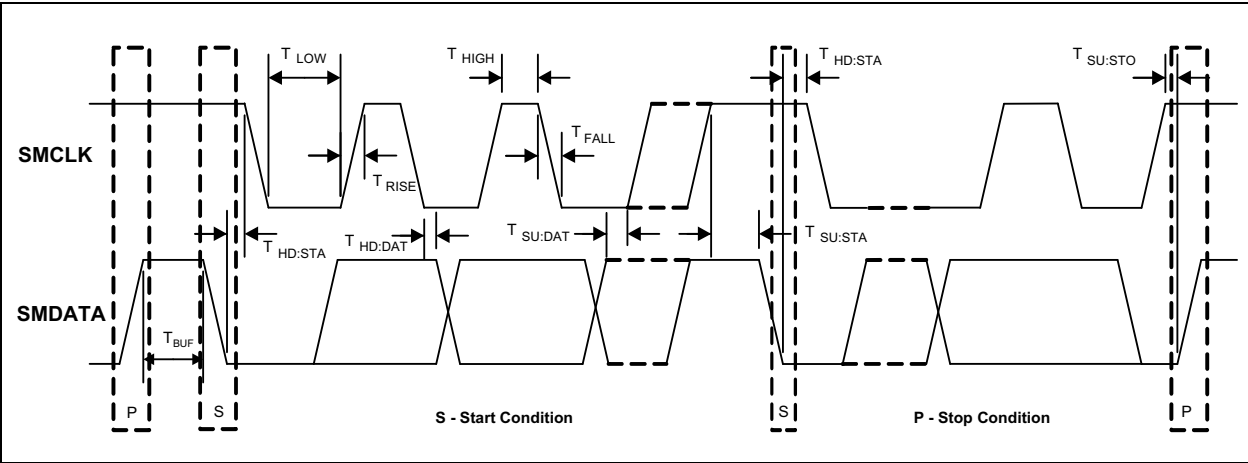 T LOW
T HIGH
T HD:STA
T SU:STO
SMCLK
T FALL
T RISE
T HD:STA
T HD:DAT
T SU:DAT
T SU:STA
SMDATA
TBUF
P
S
S - Start Condition
S
P - Stop Condition
P